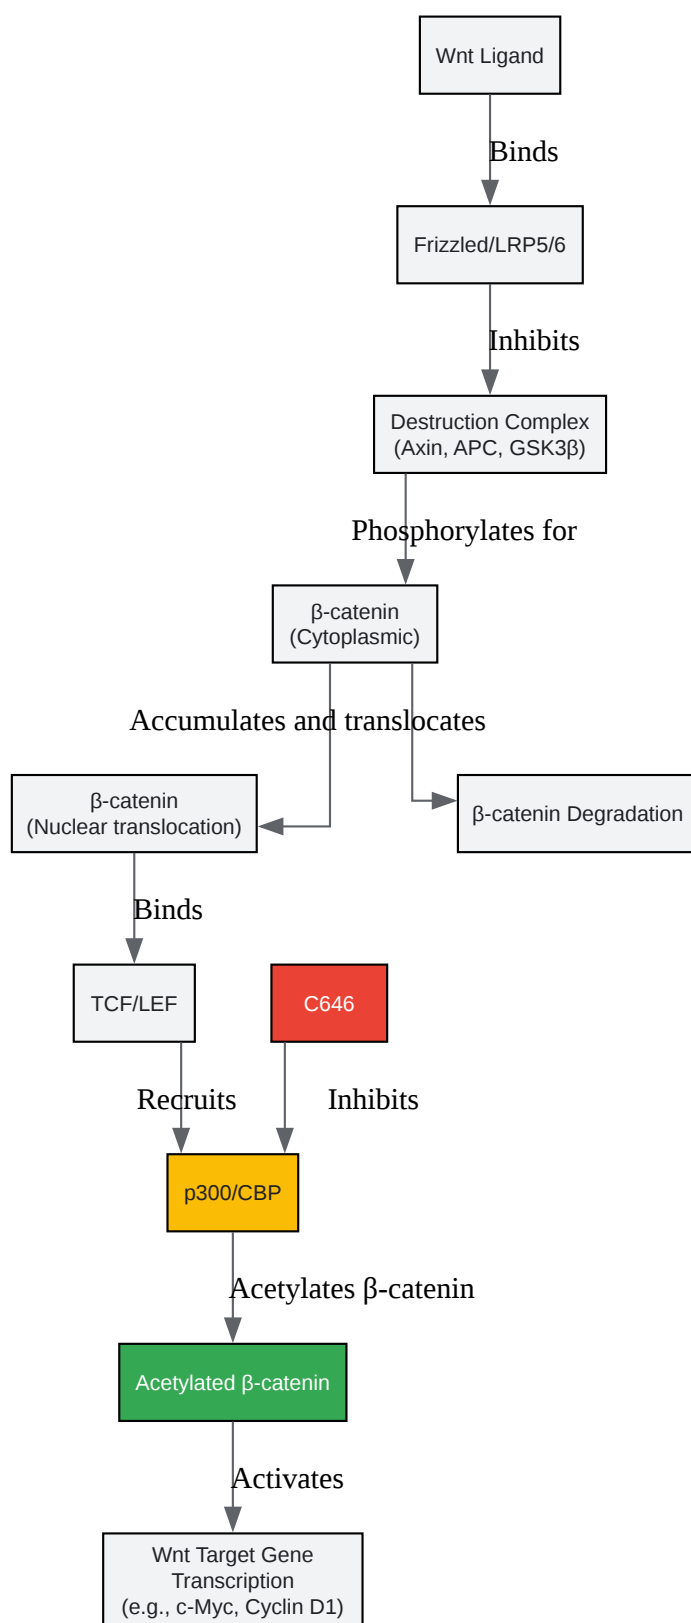 Wnt Ligand
Binds
Frizzled/LRP5/6
Inhibits
Destruction Complex
(Axin, APC, GSK3β)
Phosphorylates for
β-catenin
(Cytoplasmic)
Accumulates and translocates
β-catenin
(Nuclear translocation)
β-catenin Degradation
Binds
TCF/LEF
C646
Recruits
Inhibits
p300/CBP
Acetylates β-catenin
Acetylated β-catenin
Activates
Wnt Target Gene
Transcription
(e.g., c-Myc, Cyclin D1)